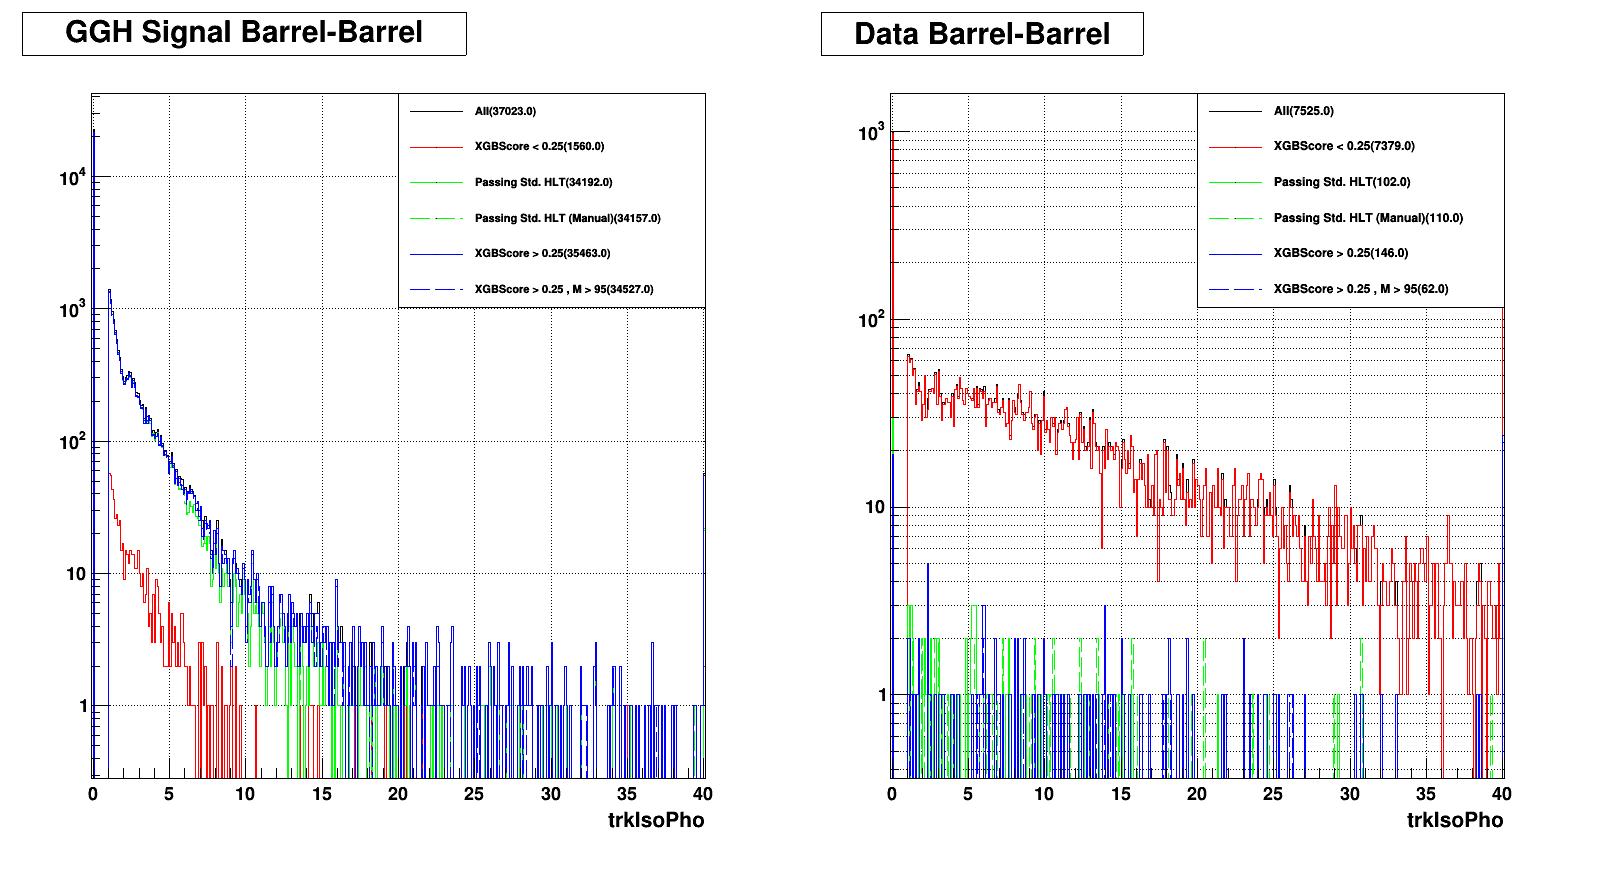 GGH Signal Barrel-Barrel
All(37023.0)
XGBScore < 0.25(1560.0)
Passing Std. HLT(34192.0)
Passing Std. HLT (Manual)(34157.0)
XGBScore > 0.25(35463.0)
XGBScore > 0.25 , M > 95(34527.0)
10^4
10^3
10^2
10
1
0 5 10 15 20 25 30 35 40
trkIsoPho
Data Barrel-Barrel
All(7525.0)
XGBScore < 0.25(7379.0)
Passing Std. HLT(102.0)
Passing Std. HLT (Manual)(110.0)
XGBScore > 0.25(146.0)
XGBScore > 0.25 , M > 95(62.0)
10^3
10^2
10
1
0 5 10 15 20 25 30 35 40
trkIsoPho